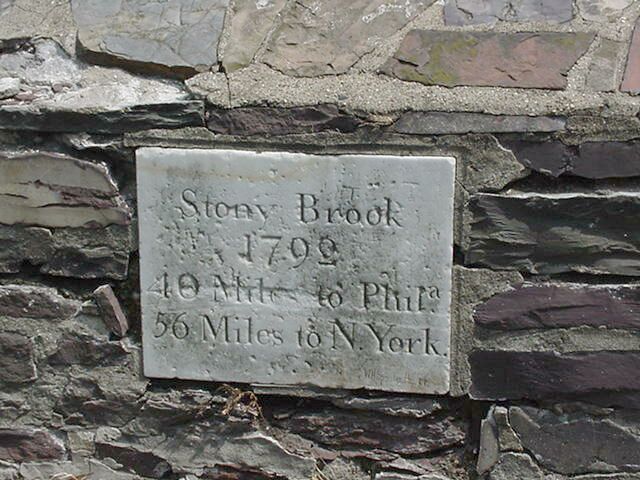 Stony Brook
1792
40 Miles to Phila.
56 Miles to N. York.